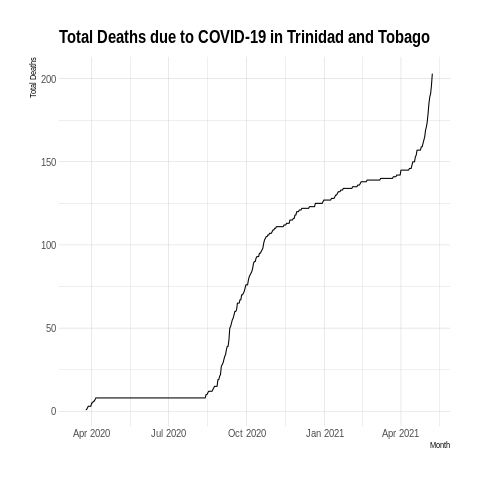 Total Deaths due to COVID-19 in Trinidad and Tobago
Total Deaths
200
150
100
50
0
Apr 2020 Jul 2020 Oct 2020 Jan 2021 Apr 2021
Month